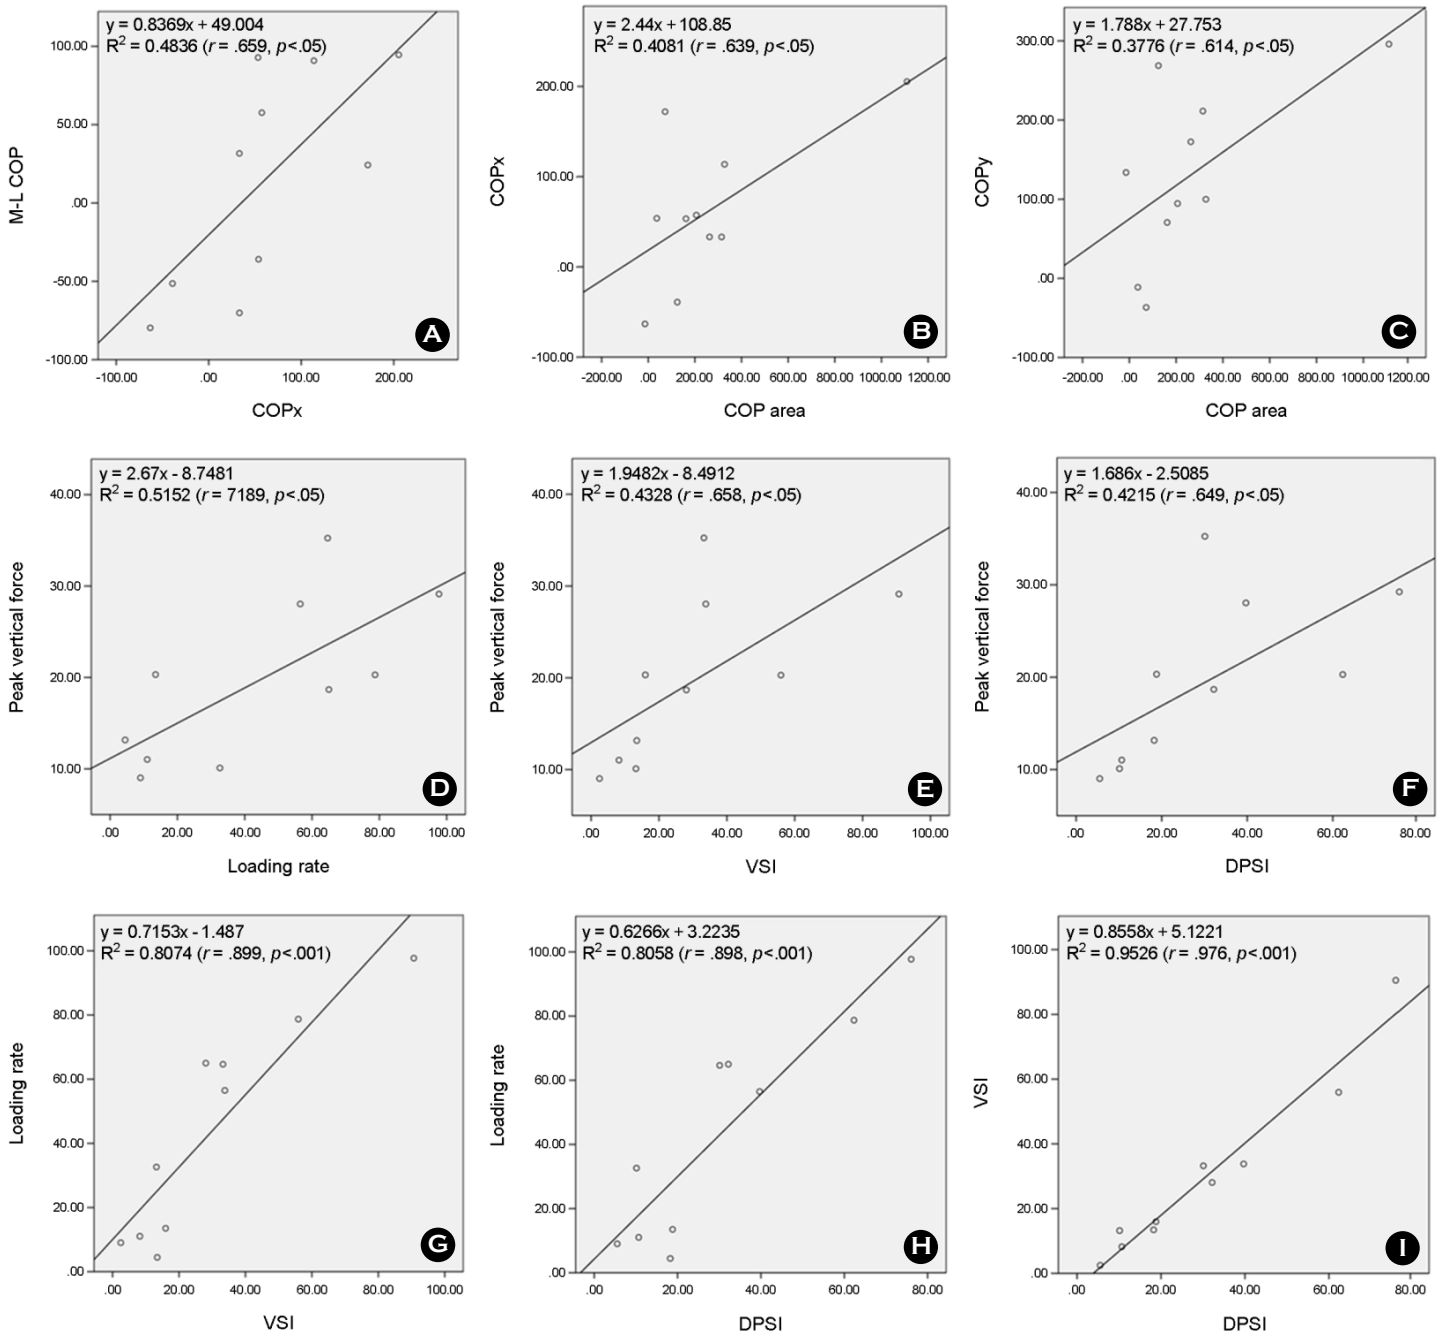 y = 0.8369x + 49.004
R² = 0.4836 (r = .659, p<.05)
100.00
50.00
.00
-50.00
-100.00
M-L COP
-100.00 .00 100.00 200.00
COPx
A
y = 2.44x + 108.85
R² = 0.4081 (r = .639, p<.05)
200.00
100.00
.00
-100.00
COPx
-200.00 .00 200.00 400.00 600.00 800.00 1000.00 1200.00
COP area
B
y = 1.788x + 27.753
R² = 0.3776 (r = .614, p<.05)
300.00
200.00
100.00
.00
-100.00
COPy
-200.00 .00 200.00 400.00 600.00 800.00 1000.00 1200.00
COP area
C
y = 2.67x - 8.7481
R² = 0.5152 (r = 7189, p<.05)
40.00
30.00
20.00
10.00
Peak vertical force
.00 20.00 40.00 60.00 80.00 100.00
Loading rate
D
y = 1.9482x - 8.4912
R² = 0.4328 (r = .658, p<.05)
40.00
30.00
20.00
10.00
Peak vertical force
.00 20.00 40.00 60.00 80.00 100.00
VSI
E
y = 1.686x - 2.5085
R² = 0.4215 (r = .649, p<.05)
40.00
30.00
20.00
10.00
Peak vertical force
.00 20.00 40.00 60.00 80.00
DPSI
F
y = 0.7153x - 1.487
R² = 0.8074 (r = .899, p<.001)
100.00
80.00
60.00
40.00
20.00
.00
Loading rate
.00 20.00 40.00 60.00 80.00 100.00
VSI
G
y = 0.6266x + 3.2235
R² = 0.8058 (r = .898, p<.001)
100.00
80.00
60.00
40.00
20.00
.00
Loading rate
.00 20.00 40.00 60.00 80.00
DPSI
H
y = 0.8558x + 5.1221
R² = 0.9526 (r = .976, p<.001)
100.00
80.00
60.00
40.00
20.00
.00
VSI
.00 20.00 40.00 60.00 80.00
DPSI
I